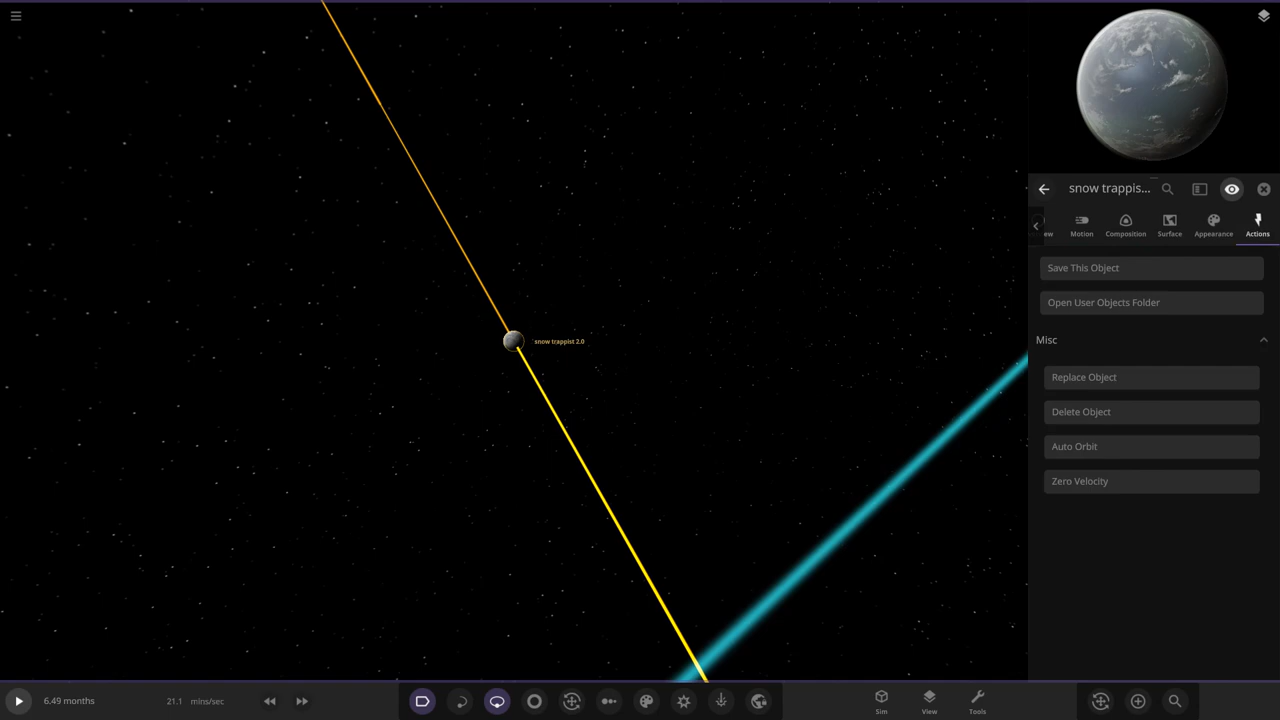 snow trappis...
ew
Motion
Composition
Surface
Appearance
Actions
Save This Object
Open User Objects Folder
Misc
Replace Object
Delete Object
Auto Orbit
Zero Velocity
snow trappist 2.0
6.49 months
21.1 mins/sec
Sim
View
Tools